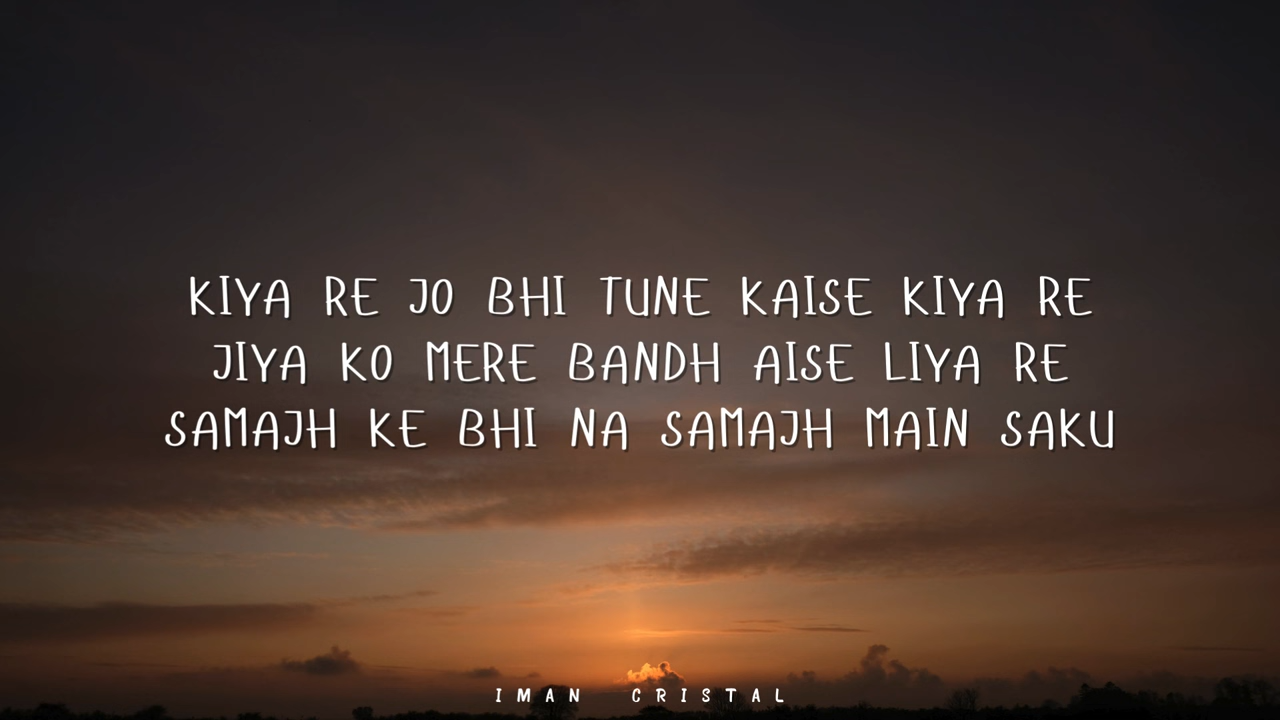 KIYA RE JO BHI TUNE KAISE KIYA RE
JIYA KO MERE BANDH AISE LIYA RE
SAMAJH KE BHI NA SAMAJH MAIN SAKU
IMAN CRISTAL